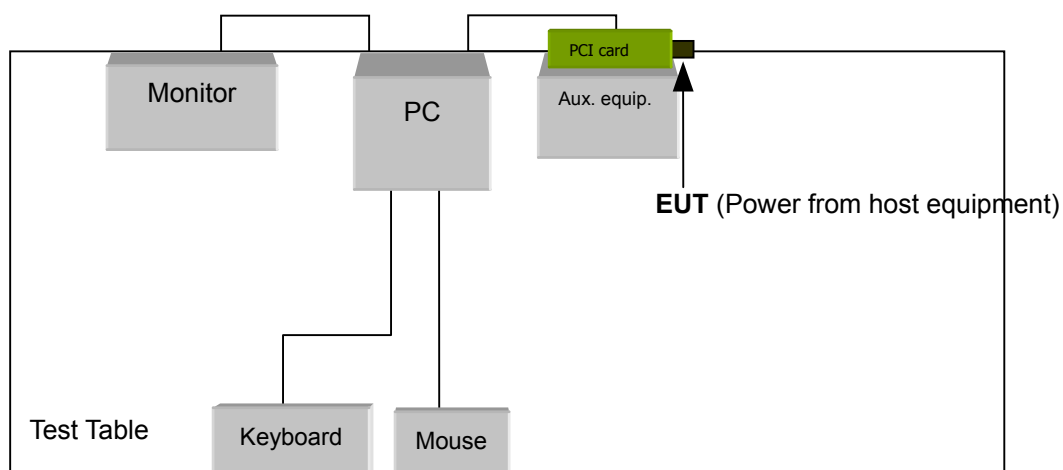 PCI card
Monitor
PC
Aux. equip.
EUT (Power from host equipment)
Test Table
Keyboard
Mouse